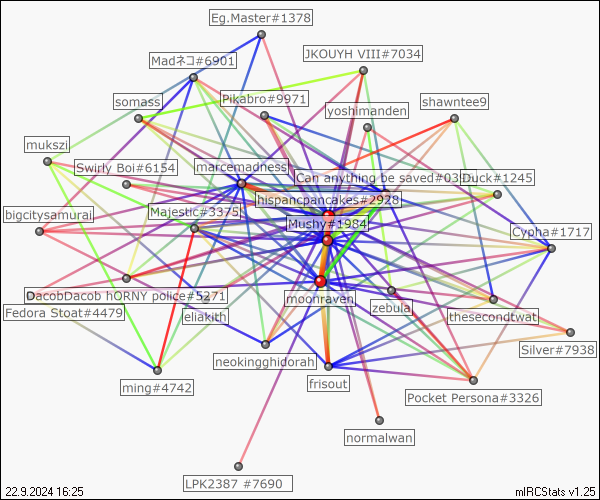 Eg.Master#1378
JKOUYH VIII#7034
Madネコ#6901
Pikabro#9971
somass
yoshimanden
shawntee9
mukszi
Swirly Boi#6154
marcemadness
Can anything be saved#03
Duck#1245
hispancpancakes#2928
bigcitysamurai
Majestic#3375
Mushy#1984
Cypha#1717
DacobDacob hORNY police#5271
moonraven
Fedora Stoat#4479
eliakith
zebula
thesecondtwat
Silver#7938
neokingghidorah
ming#4742
frisout
Pocket Persona#3326
normalwan
LPK2387 #7690
22.9.2024 16:25
mIRCStats v1.25